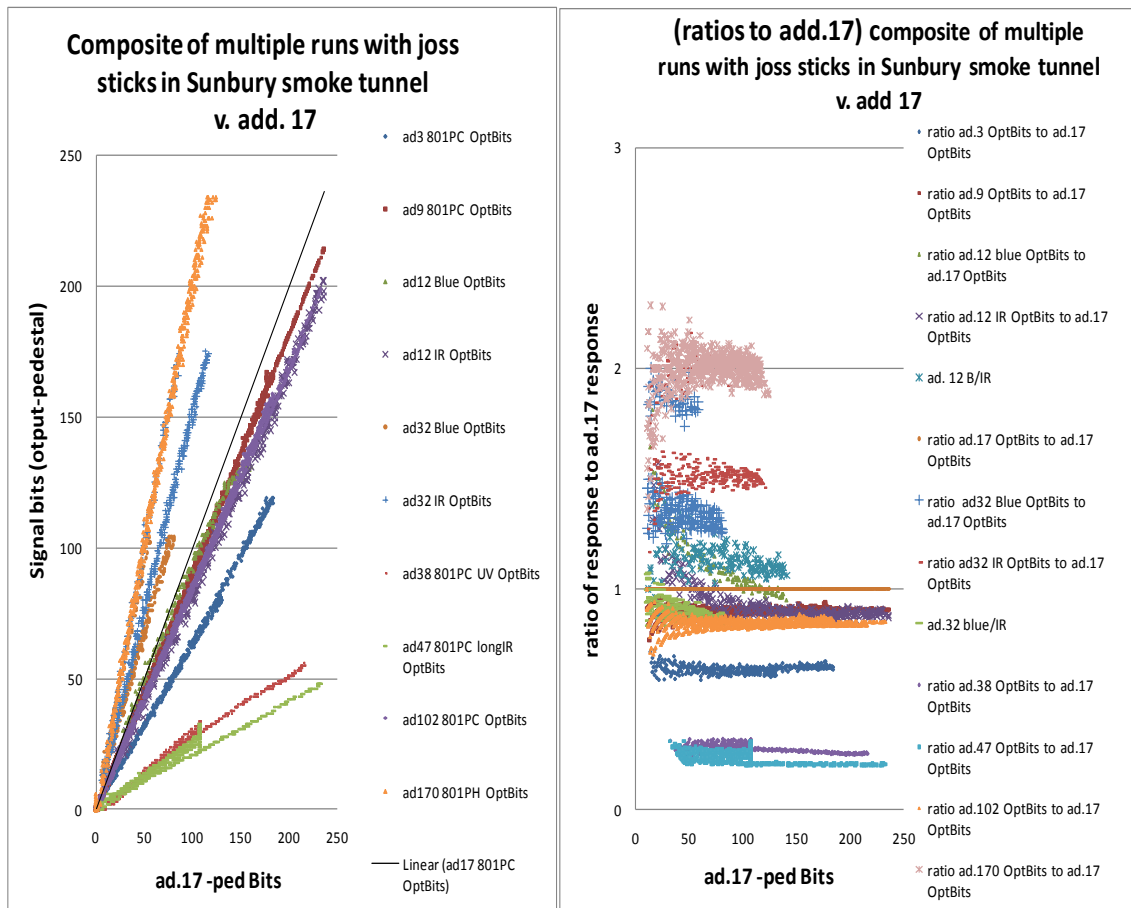 Composite of multiple runs with joss
sticks in Sunbury smoke tunnel
v. add. 17
Signal bits (otput-pedestal)
250
200
150
100
50
0
0 50 100 150 200 250
ad.17 -ped Bits
ad3 801PC OptBits
ad9 801PC OptBits
ad12 Blue OptBits
ad12 IR OptBits
ad32 Blue OptBits
ad32 IR OptBits
ad38 801PC UV OptBits
ad47 801PC longIR
OptBits
ad102 801PC OptBits
ad170 801PH OptBits
Linear (ad17 801PC
OptBits)
(ratios to add.17) Composite of multiple
runs with joss sticks in Sunbury smoke tunnel
v. add 17
ratio of response to ad.17 response
3
2
1
0
0 50 100 150 200 250
ad.17 -ped Bits
ratio ad.3 OptBits to ad.17
OptBits
ratio ad.9 OptBits to ad.17
OptBits
ratio ad.12 blue OptBits to
ad.17 OptBits
ratio ad.12 IR OptBits to ad.17
OptBits
ad. 12 B/IR
ratio ad.17 OptBits to ad.17
OptBits
ratio ad32 Blue OptBits to
ad.17 OptBits
ratio ad32 IR OptBits to ad.17
OptBits
ad.32 blue/IR
ratio ad.38 OptBits to ad.17
OptBits
ratio ad.47 OptBits to ad.17
OptBits
ratio ad.102 OptBits to ad.17
OptBits
ratio ad.170 OptBits to ad.17
OptBits